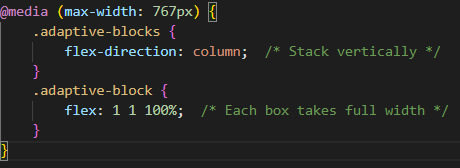 @media (max-width: 767px) {
    .adaptive-blocks {
        flex-direction: column;  /* Stack vertically */
    }
    .adaptive-block {
        flex: 1 1 100%;  /* Each box takes full width */
    }
}